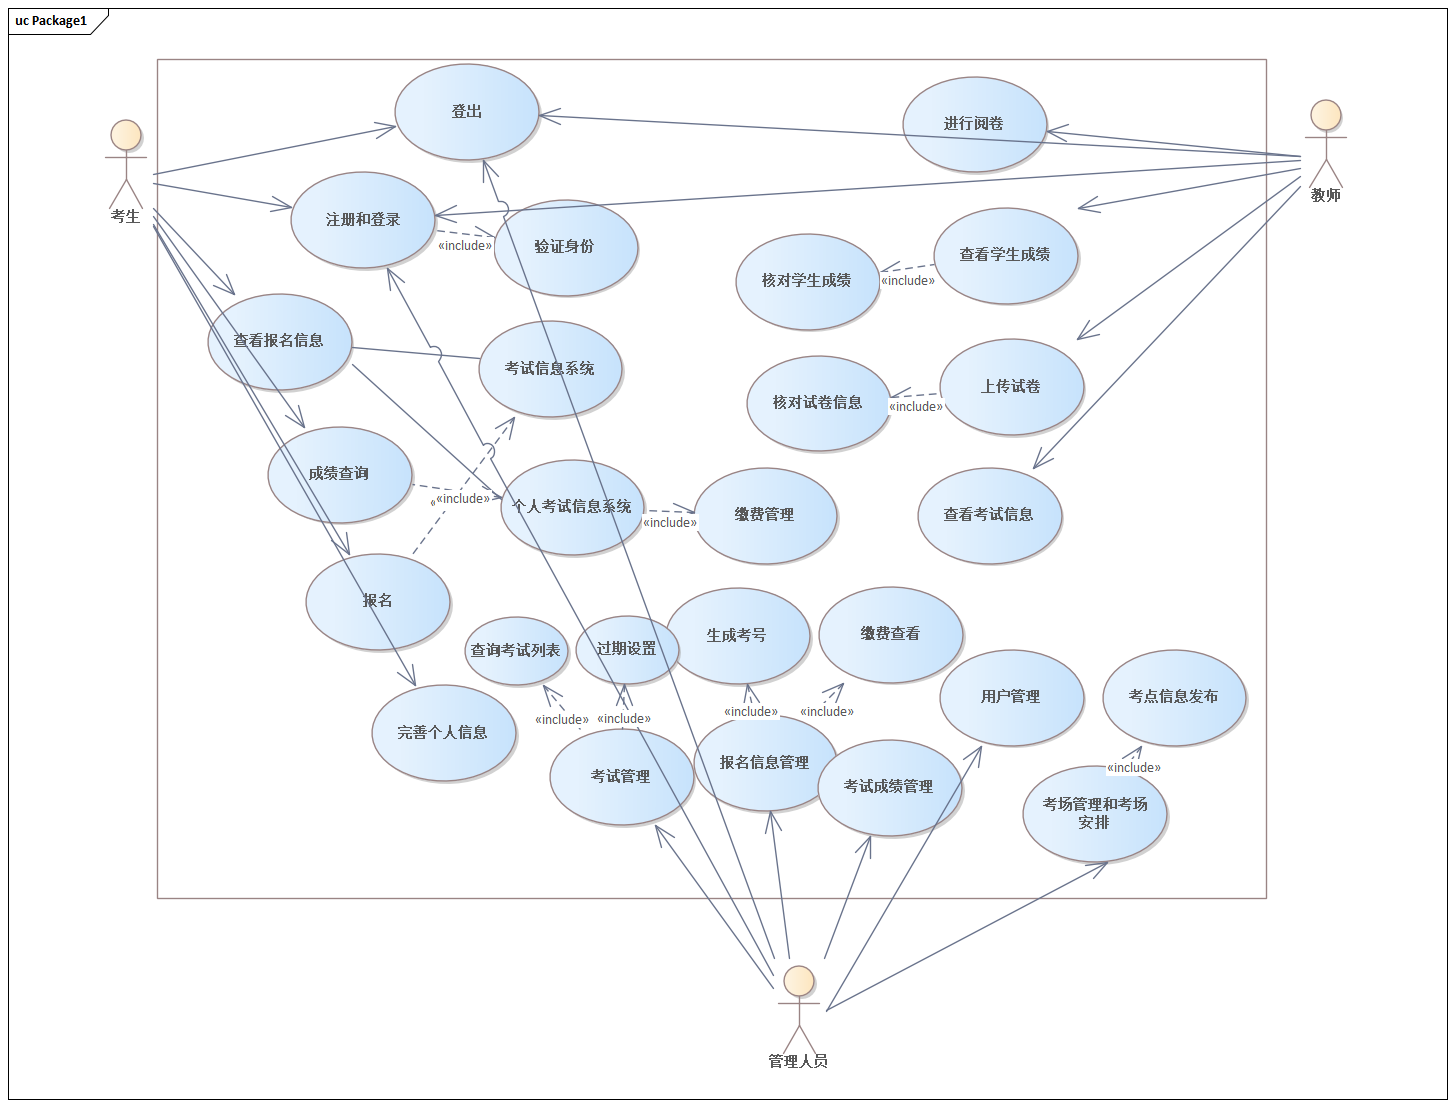 uc Package1
登出
进行阅卷
考生
教师
注册和登录
«include»
验证身份
查看学生成绩
核对学生成绩
«include»
查看报名信息
考试信息系统
上传试卷
核对试卷信息
«include»
成绩查询
«
«include»
个人考试信息系统
«include»
缴费管理
查看考试信息
报名
查询考试列表
过期设置
生成考号
缴费查看
用户管理
考点信息发布
«include»
«include»
«include»
«include»
完善个人信息
考试管理
报名信息管理
考试成绩管理
«include»
考场管理和考场
安排
管理人员